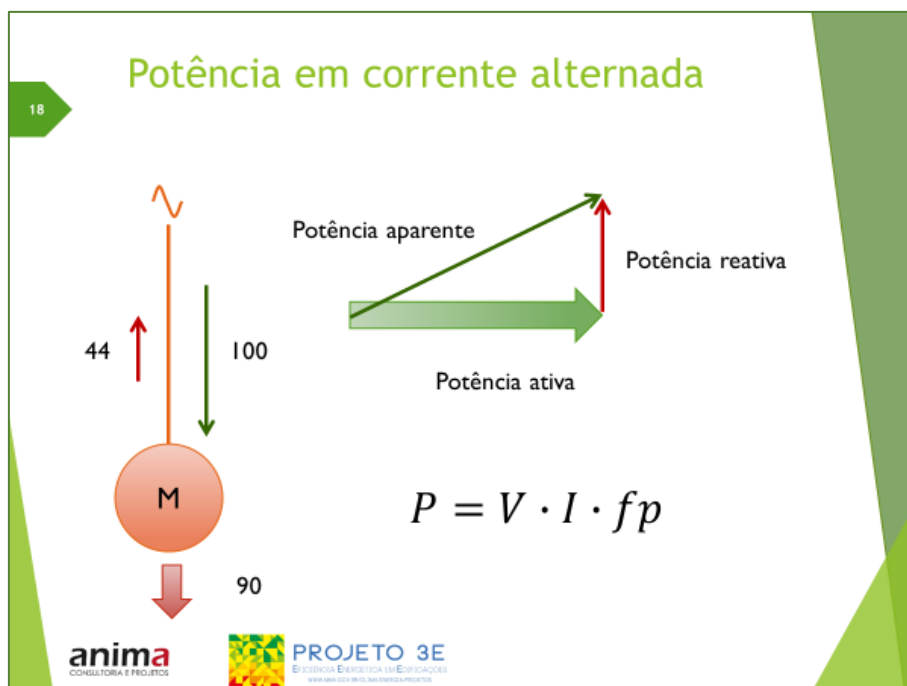 Potência em corrente alternada
18
Potência aparente
Potência reativa
44
100
Potência ativa
M
P = V · I · fp
90
anima
CONSULTORIA E PROJETOS
PROJETO 3E
EFICIÊNCIA ENERGÉTICA EM EDIFICAÇÕES